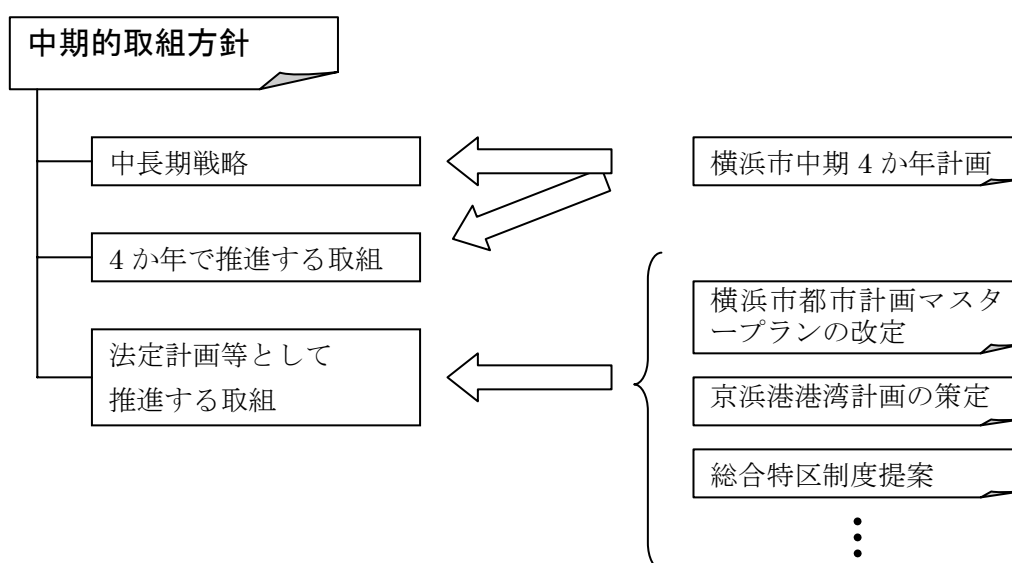 中期的取組方針
中長期戦略
4か年で推進する取組
法定計画等として
推進する取組
横浜市中期4か年計画
横浜市都市計画マスタ
ープランの改定
京浜港港湾計画の策定
総合特区制度提案